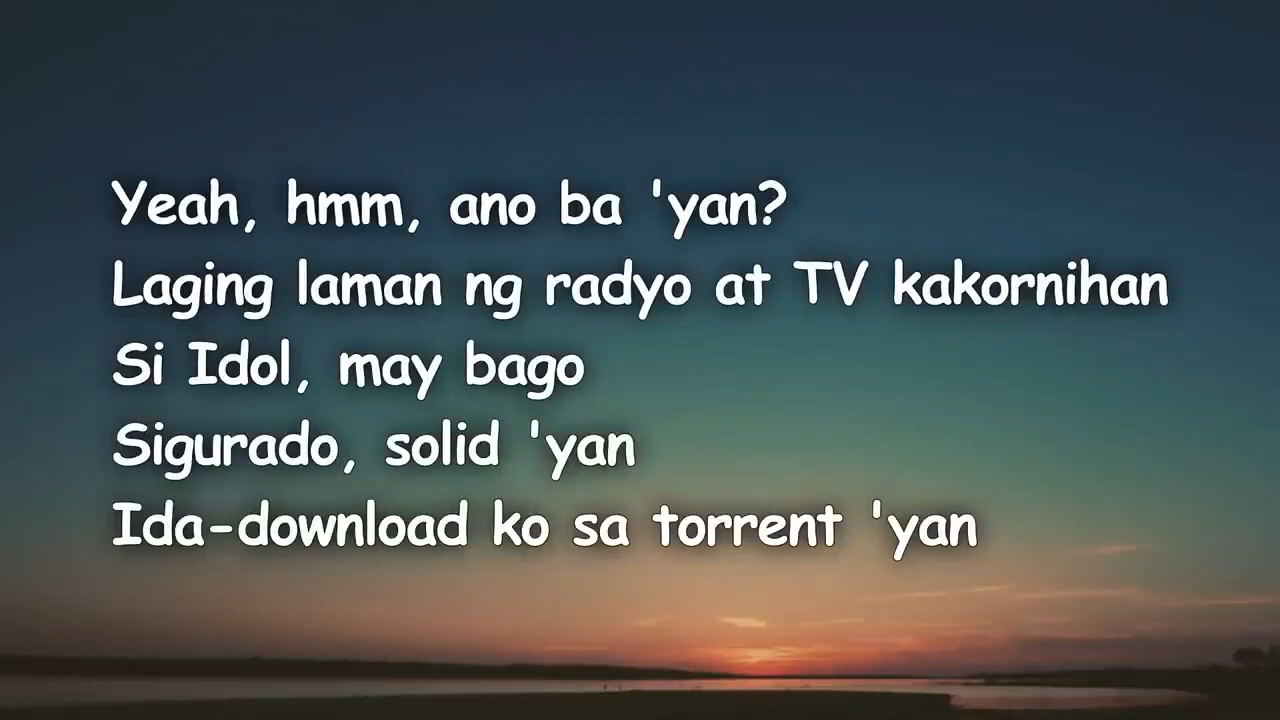 Yeah, hmm, ano ba 'yan?
Laging laman ng radyo at TV kakornihan
Si Idol, may bago
Sigurado, solid 'yan
Ida-download ko sa torrent 'yan